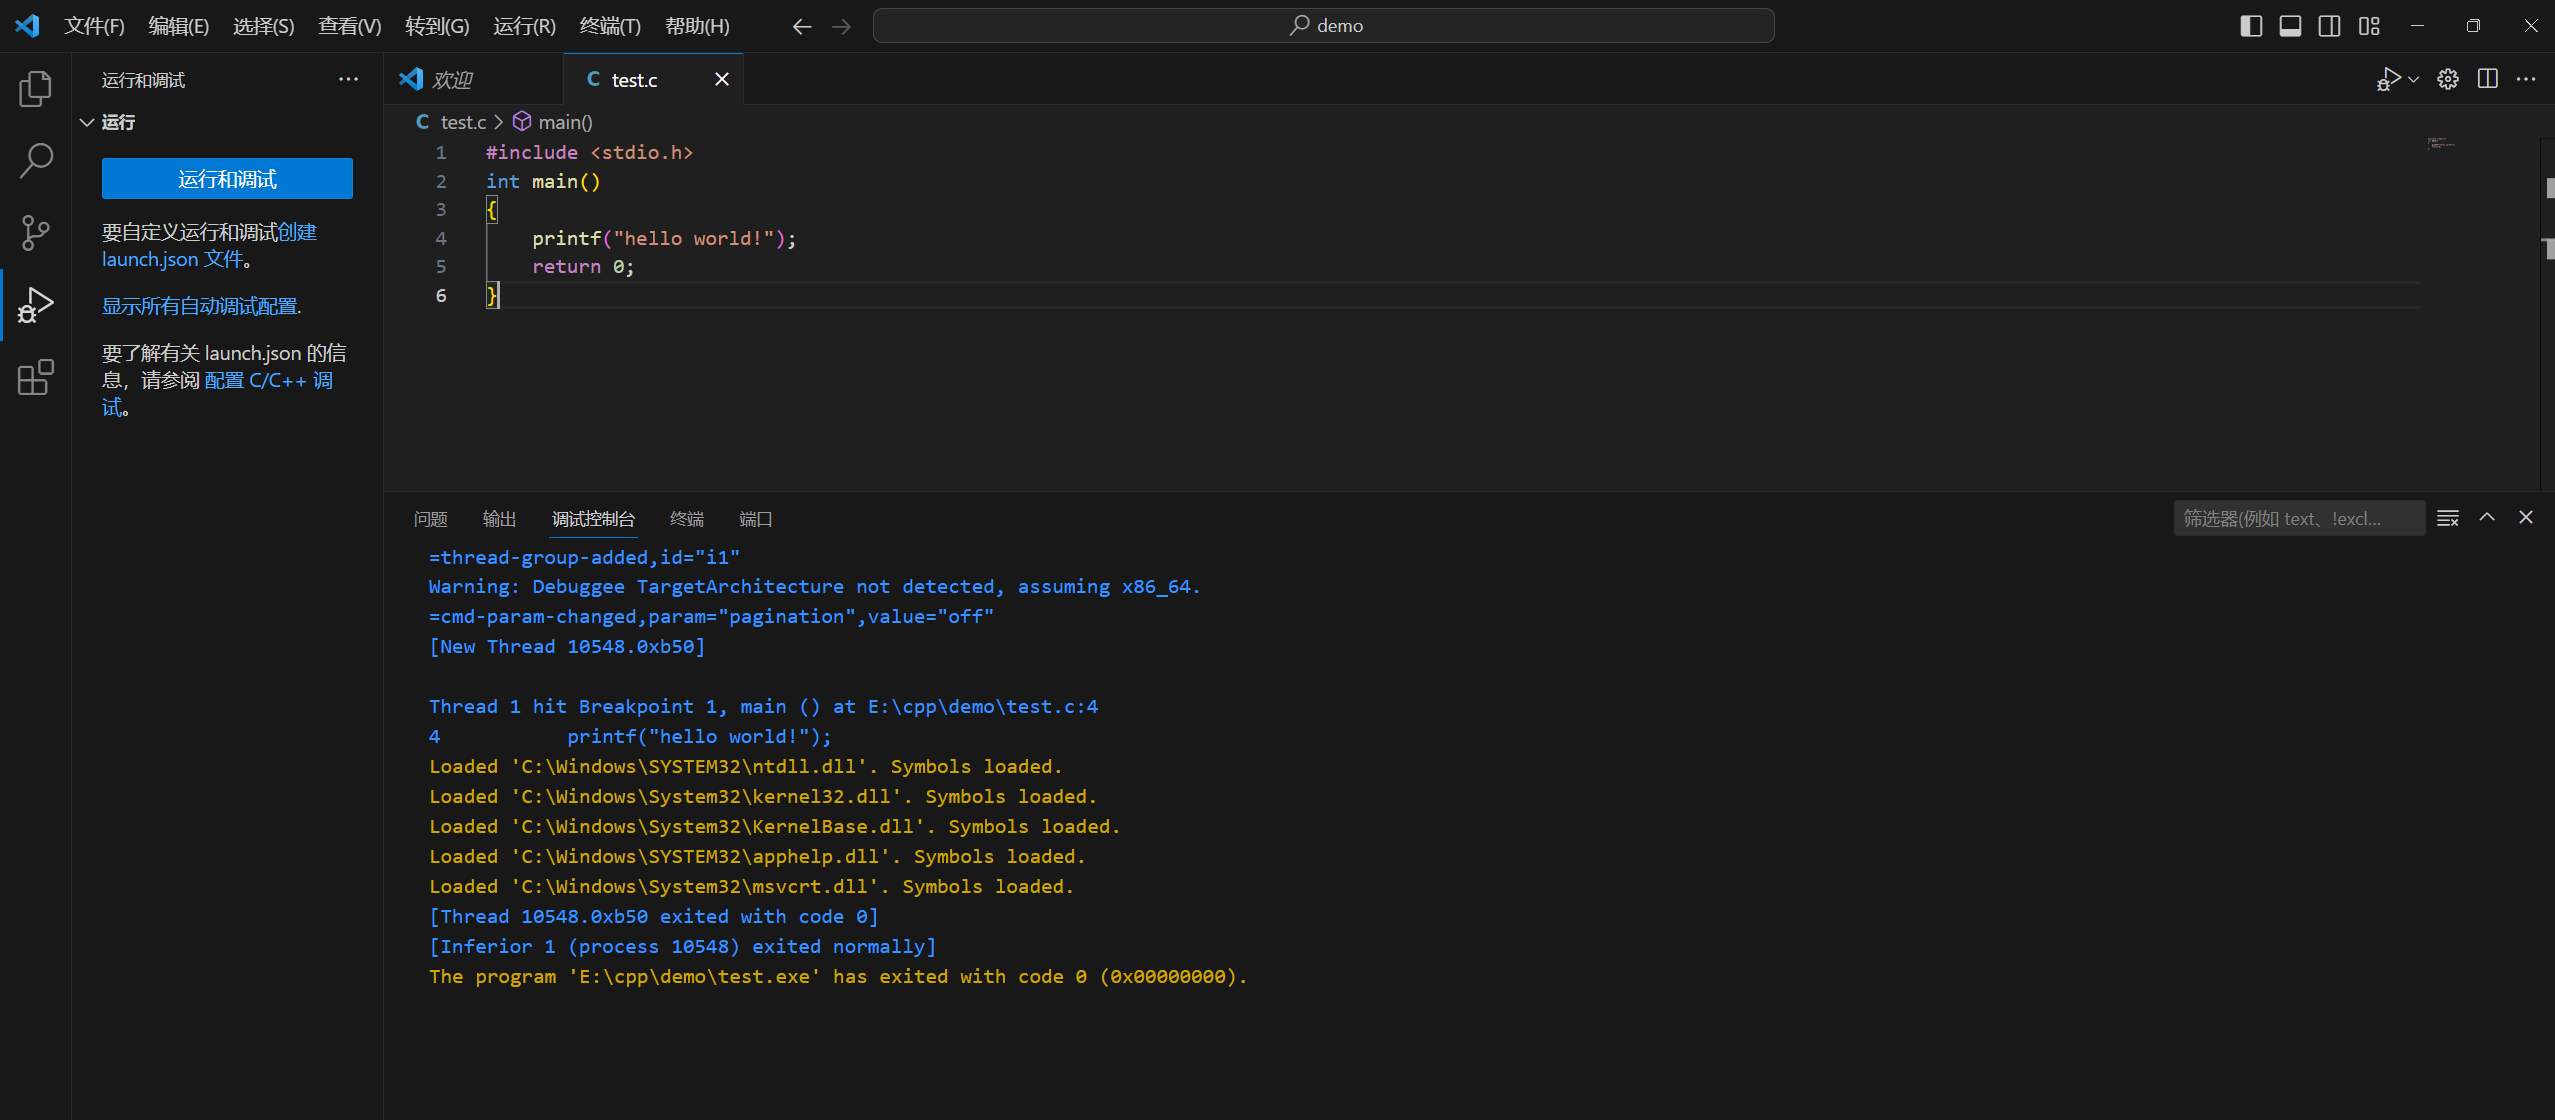 文件(F) 编辑(E) 选择(S) 查看(V) 转到(G) 运行(R) 终端(T) 帮助(H) demo
运行和调试
运行
运行和调试
要自定义运行和调试创建
launch.json 文件。
显示所有自动调试配置.
要了解有关 launch.json 的信
息，请参阅 配置 C/C++ 调
试。
欢迎 C test.c
C test.c main()
1 #include <stdio.h>
2 int main()
3 {
4 printf("hello world!");
5 return 0;
6 }
问题 输出 调试控制台 终端 端口 筛选器(例如 text、!excl...
=thread-group-added,id="i1"
Warning: Debuggee TargetArchitecture not detected, assuming x86_64.
=cmd-param-changed,param="pagination",value="off"
[New Thread 10548.0xb50]
Thread 1 hit Breakpoint 1, main () at E:\cpp\demo\test.c:4
4 printf("hello world!");
Loaded 'C:\Windows\SYSTEM32\ntdll.dll'. Symbols loaded.
Loaded 'C:\Windows\System32\kernel32.dll'. Symbols loaded.
Loaded 'C:\Windows\System32\KernelBase.dll'. Symbols loaded.
Loaded 'C:\Windows\SYSTEM32\apphelp.dll'. Symbols loaded.
Loaded 'C:\Windows\System32\msvcrt.dll'. Symbols loaded.
[Thread 10548.0xb50 exited with code 0]
[Inferior 1 (process 10548) exited normally]
The program 'E:\cpp\demo\test.exe' has exited with code 0 (0x00000000).